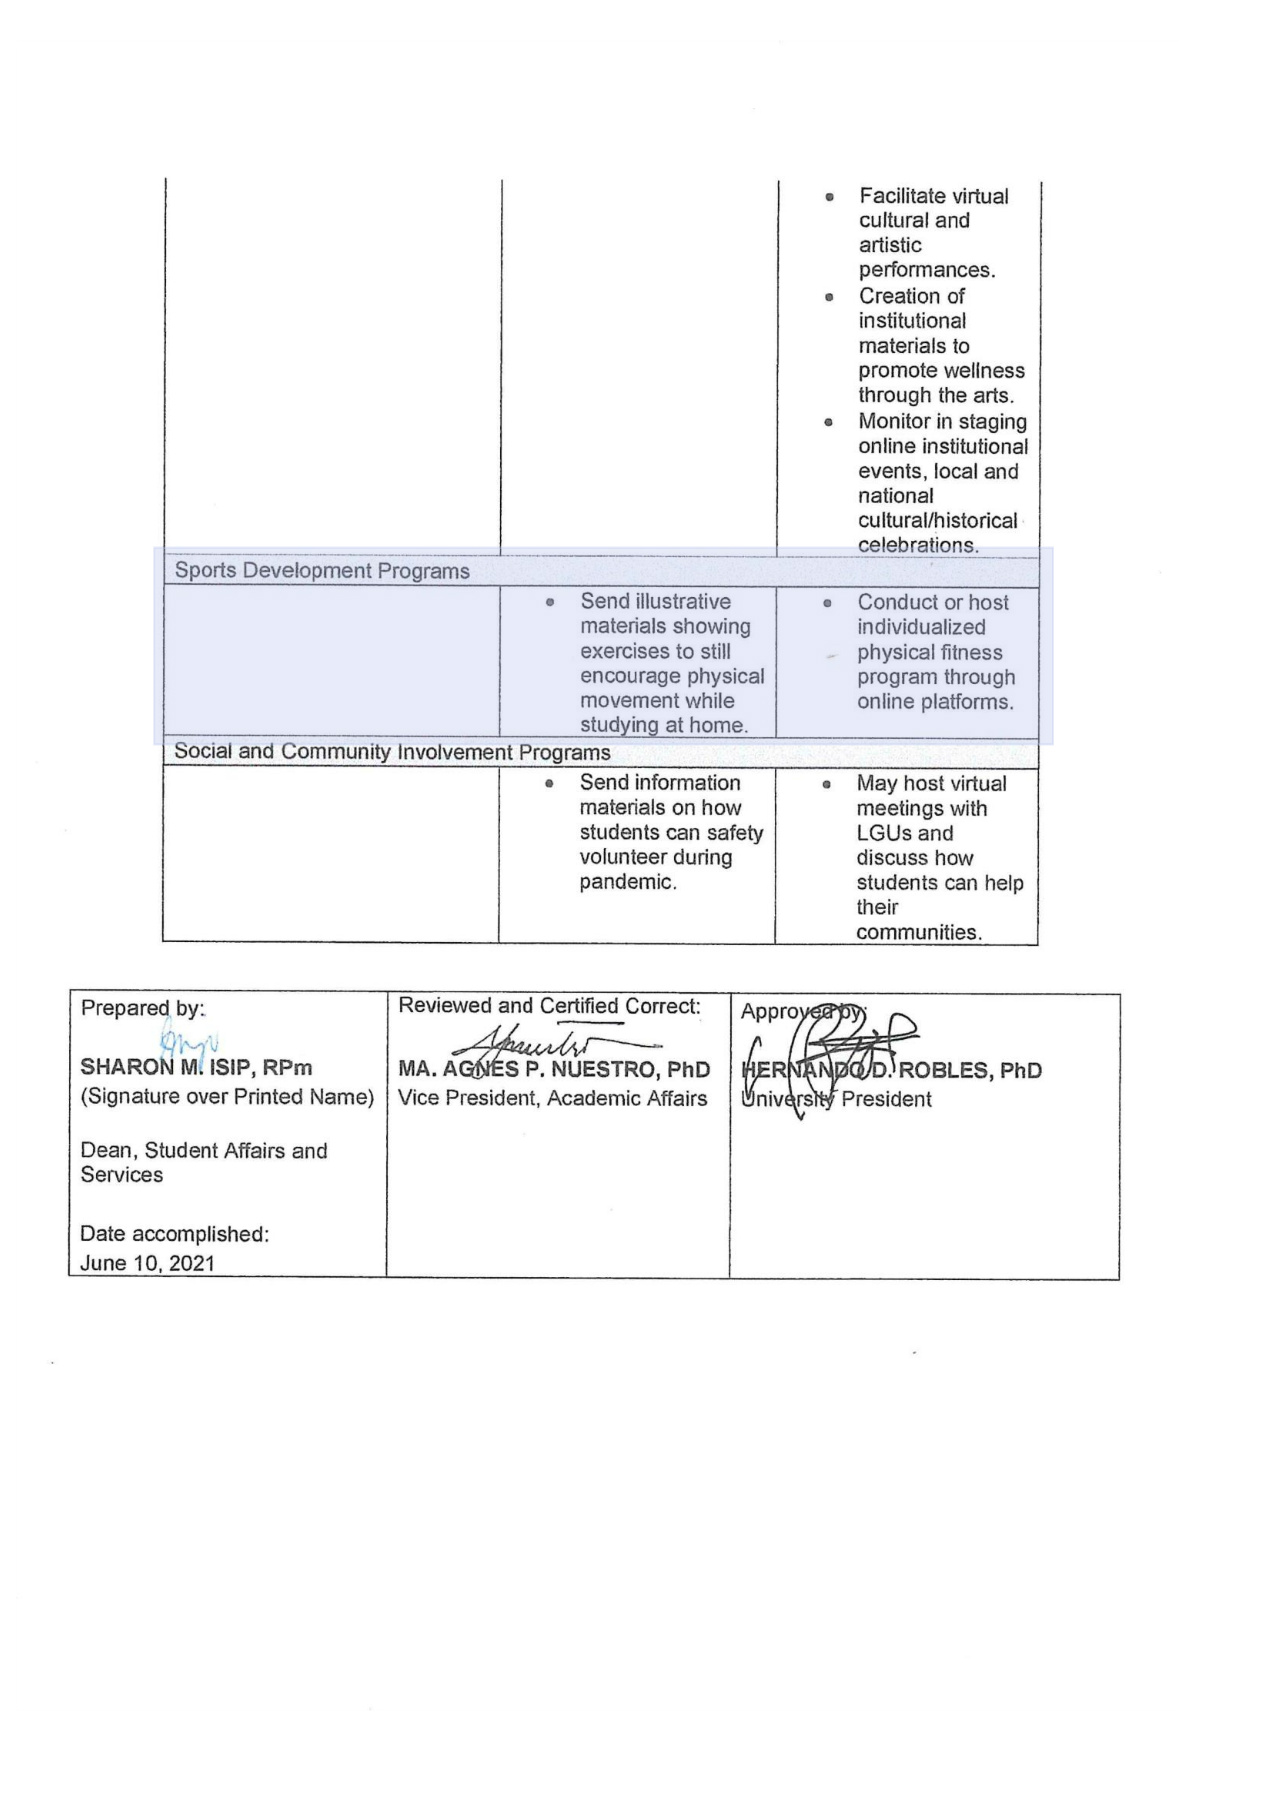 Facilitate virtual
cultural and
artistic
performances.
Creation of
institutional
materials to
promote wellness
through the arts.
Monitor in staging
online institutional
events, local and
national
cultural/historical
celebrations.
Sports Development Programs
Send illustrative
materials showing
exercises to still
encourage physical
movement while
studying at home.
Conduct or host
individualized
physical fitness
program through
online platforms.
Social and Community Involvement Programs
Send information
materials on how
students can safety
volunteer during
pandemic.
May host virtual
meetings with
LGUs and
discuss how
students can help
their
communities.
Prepared by:
SHARON M. ISIP, RPm
(Signature over Printed Name)
Dean, Student Affairs and
Services
Date accomplished:
June 10, 2021
Reviewed and Certified Correct:
MA. AGNES P. NUESTRO, PhD
Vice President, Academic Affairs
Approved by:
HERNANDO D. ROBLES, PhD
University President